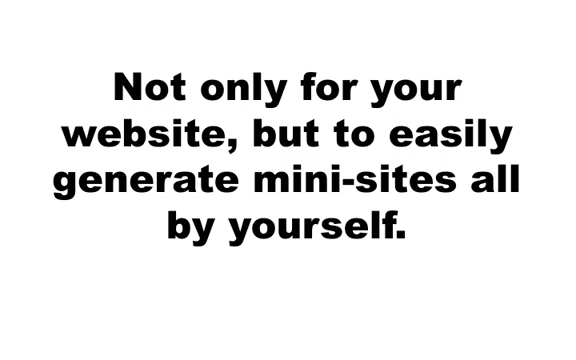 Not only for your
website, but to easily
generate mini-sites all
by yourself.